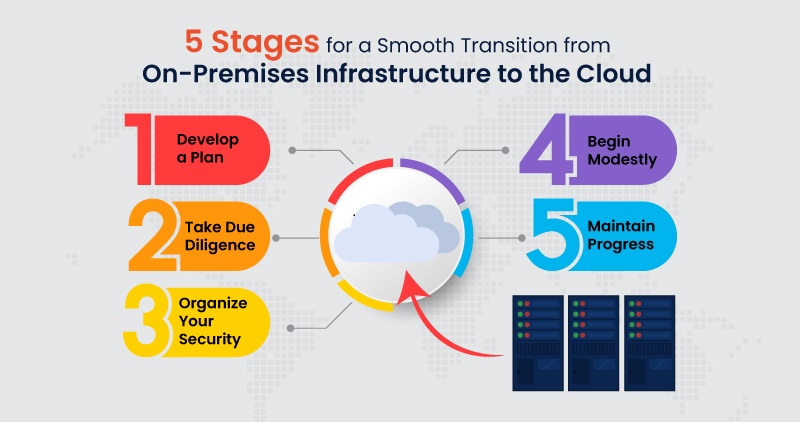 5 Stages for a Smooth Transition from
On-Premises Infrastructure to the Cloud
1
Develop
a Plan
2
Take Due
Diligence
3
Organize
Your
Security
4
Begin
Modestly
5
Maintain
Progress